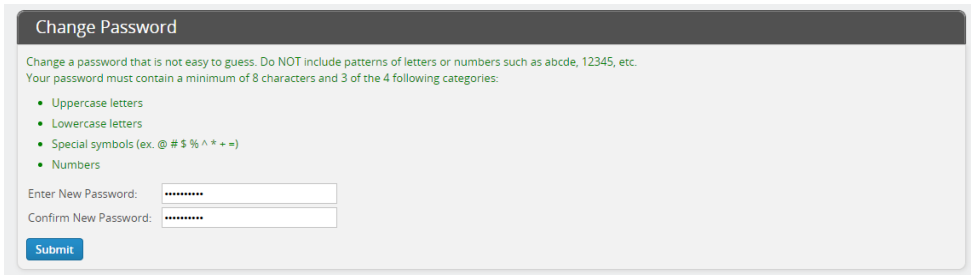 Change Password
Change a password that is not easy to guess. Do NOT include patterns of letters or numbers such as abcde, 12345, etc.
Your password must contain a minimum of 8 characters and 3 of the 4 following categories:
• Uppercase letters
• Lowercase letters
• Special symbols (ex. @ # $ % ^ * + =)
• Numbers
Enter New Password: ••••••••••
Confirm New Password: ••••••••••
Submit